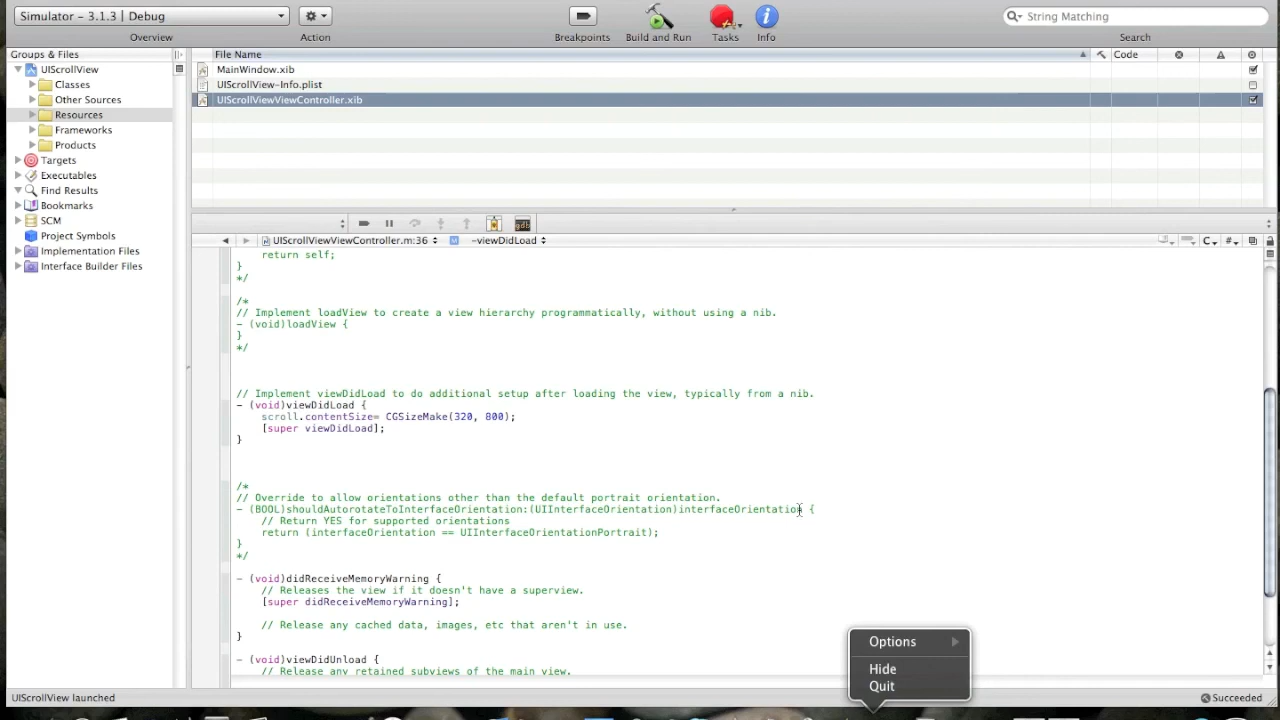 Simulator - 3.1.3 | Debug
String Matching
Overview
Action
Breakpoints
Build and Run
Tasks
Info
Search
Groups & Files
File Name
Code
UIScrollView
Classes
Other Sources
Resources
Frameworks
Products
Targets
Executables
Find Results
Bookmarks
SCM
Project Symbols
Implementation Files
Interface Builder Files
MainWindow.xib
UIScrollView-Info.plist
UIScrollViewViewController.xib
gdb
UIScrollViewViewController.m:36
M
-viewDidLoad
C
#
return self;
}
*/
/*
// Implement loadView to create a view hierarchy programmatically, without using a nib.
- (void)loadView {
}
*/
// Implement viewDidLoad to do additional setup after loading the view, typically from a nib.
- (void)viewDidLoad {
scroll.contentSize= CGSizeMake(320, 800);
[super viewDidLoad];
}
/*
// Override to allow orientations other than the default portrait orientation.
- (BOOL)shouldAutorotateToInterfaceOrientation:(UIInterfaceOrientation)interfaceOrientation {
// Return YES for supported orientations
return (interfaceOrientation == UIInterfaceOrientationPortrait);
}
*/
- (void)didReceiveMemoryWarning {
// Releases the view if it doesn't have a superview.
[super didReceiveMemoryWarning];
// Release any cached data, images, etc that aren't in use.
}
- (void)viewDidUnload {
// Release any retained subviews of the main view.
Options
Hide
Quit
UIScrollView launched
Succeeded